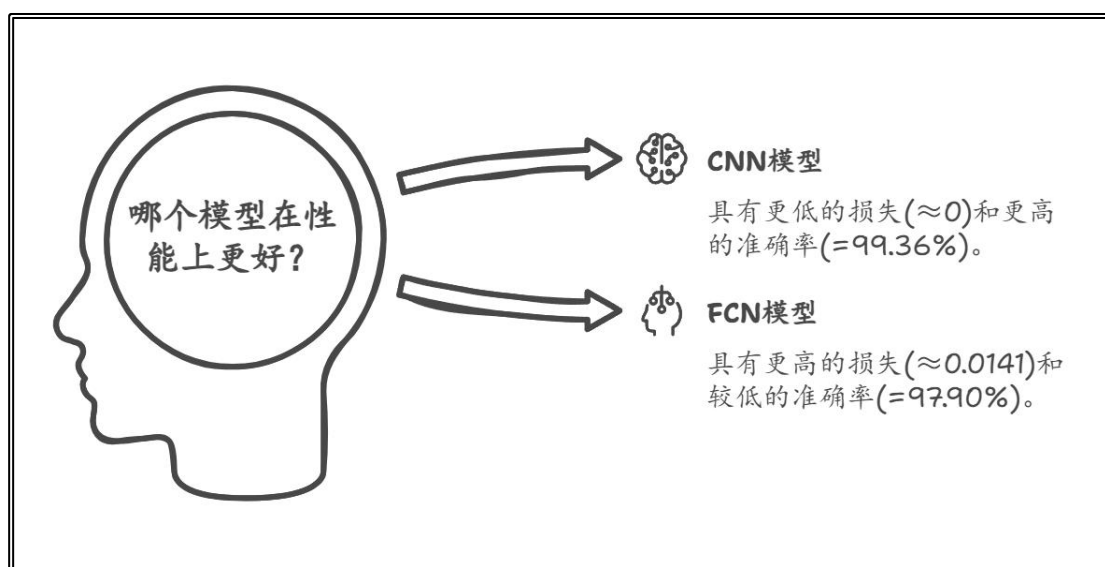 哪个模型在性
能上更好？
CNN模型
具有更低的损失(≈0)和更高
的准确率(=99.36%)。
FCN模型
具有更高的损失(≈0.0141)和
较低的准确率(=97.90%)。